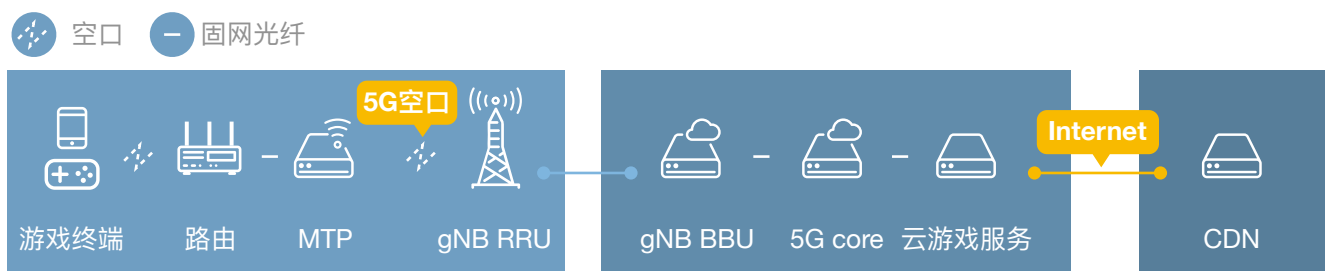 空口 固网光纤
5G空口
Internet
游戏终端 路由 MTP gNB RRU gNB BBU 5G core 云游戏服务 CDN